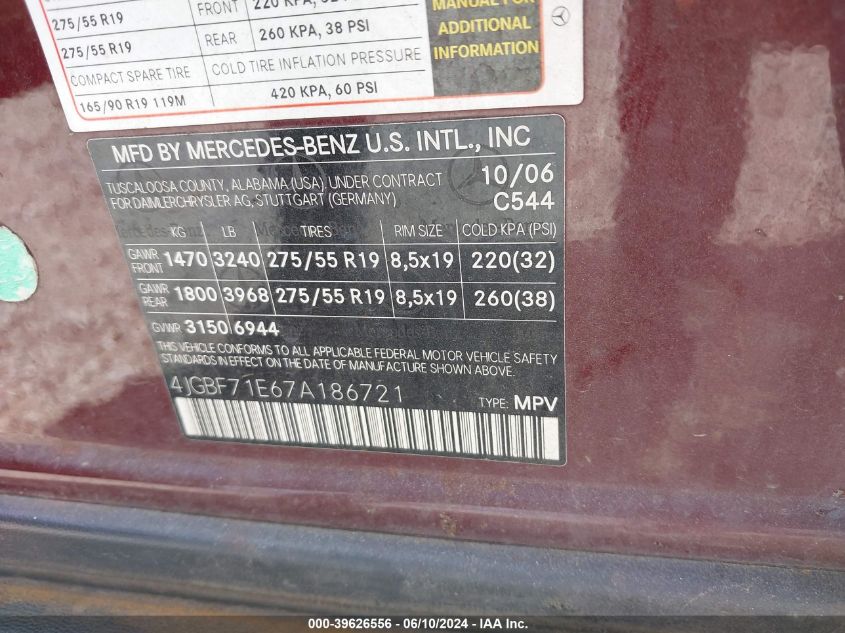 275/55 R19 FRONT 220 KPA,
275/55 R19 REAR 260 KPA, 38 PSI
MANUAL FOR
ADDITIONAL
INFORMATION
COMPACT SPARE TIRE COLD TIRE INFLATION PRESSURE
165/90 R19 119M 420 KPA, 60 PSI
MFD BY MERCEDES-BENZ U.S. INTL., INC
TUSCALOOSA COUNTY, ALABAMA (USA). UNDER CONTRACT 10/06
FOR DAIMLERCHRYSLER AG, STUTTGART (GERMANY) C544
KG LB TIRES RIM SIZE COLD KPA (PSI)
GAWR FRONT 1470 3240 275/55 R19 8,5x19 220(32)
GAWR REAR 1800 3968 275/55 R19 8,5x19 260(38)
GVWR 3150 6944
THIS VEHICLE CONFORMS TO ALL APPLICABLE FEDERAL MOTOR VEHICLE SAFETY
STANDARDS IN EFFECT ON THE DATE OF MANUFACTURE SHOWN ABOVE.
4JGBF71E67A186721
TYPE: MPV
000-39626556 - 06/10/2024 - IAA Inc.